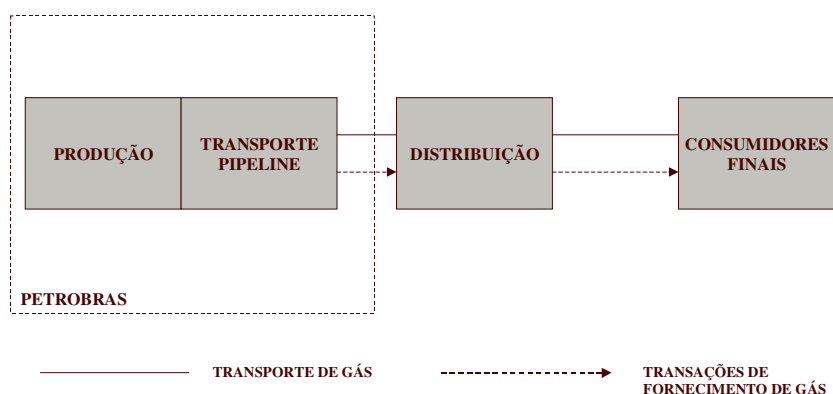 PRODUÇÃO
TRANSPORTE
PIPELINE
DISTRIBUIÇÃO
CONSUMIDORES
FINAIS
PETROBRAS
TRANSPORTE DE GÁS
TRANSAÇÕES DE
FORNECIMENTO DE GÁS